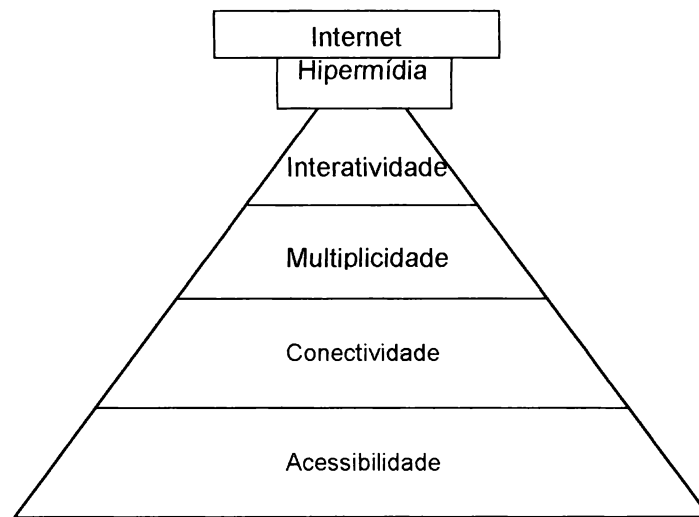 Internet
Hipermídia
Interatividade
Multiplicidade
Conectividade
Acessibilidade